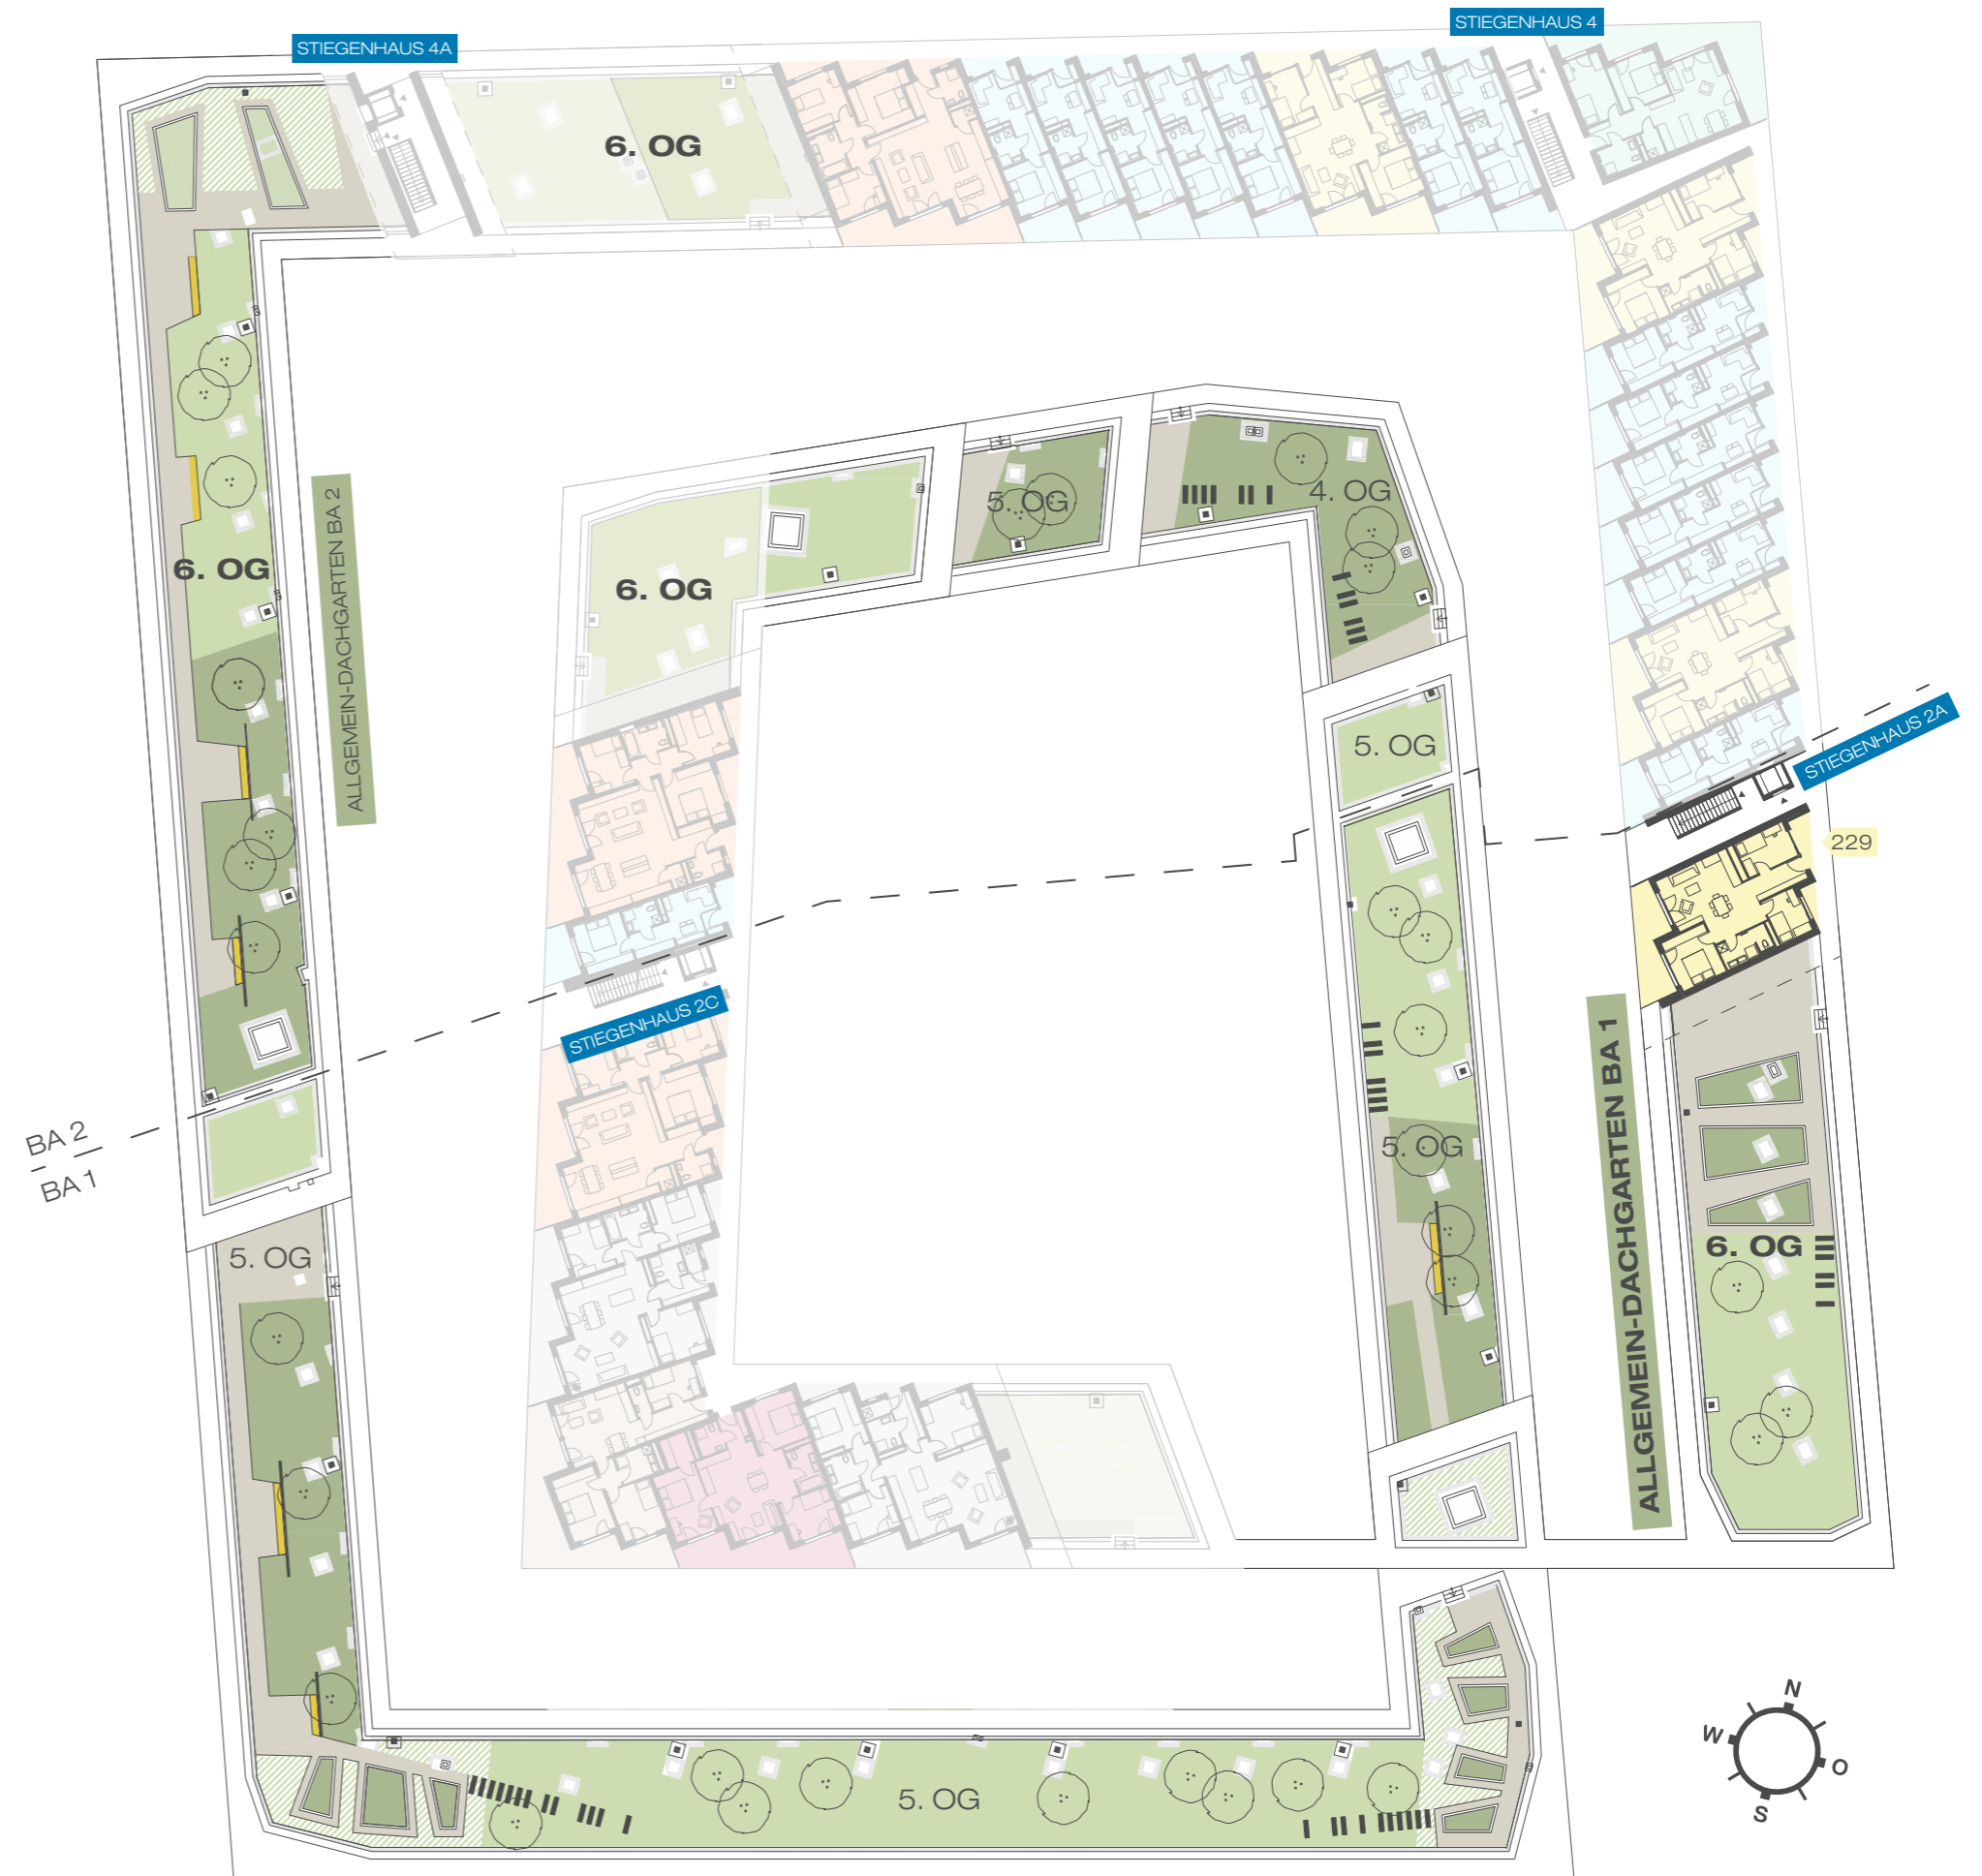 STIEGENHAUS 4
STIEGENHAUS 4A
6. OG
4. OG
5. OG
ALLGEMEIN-DACHGARTEN BA 2
6. OG
6. OG
STIEGENHAUS 2A
5. OG
229
STIEGENHAUS 2C
ALLGEMEIN-DACHGARTEN BA 1
BA 2
BA 1
5. OG
6. OG
5. OG
N
W
O
S
5. OG